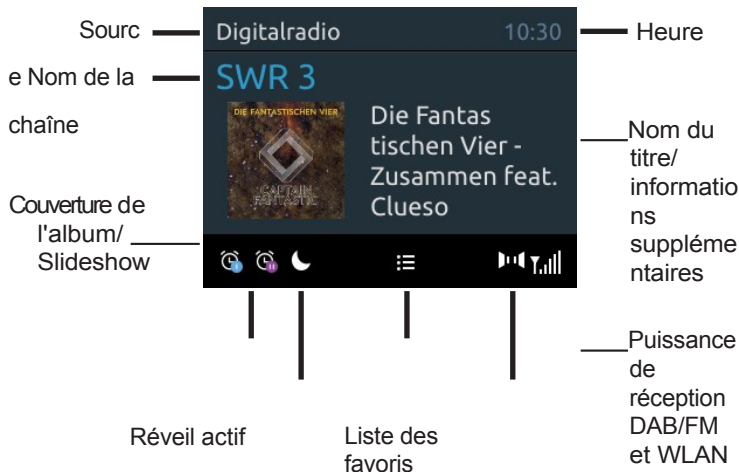 Sourc
e Nom de la
chaîne
Couverture de
l'album/
Slideshow
Digitalradio 10:30
SWR 3
DIE FANTASTISCHEN VIER
CAPTAIN
FANTASTIC
Die Fantas
tischen Vier -
Zusammen feat.
Clueso
Heure
Nom du
titre/
informatio
ns
supplémé
ntaires
Puissance
de
réception
DAB/FM
et WLAN
Réveil actif
Liste des
favoris